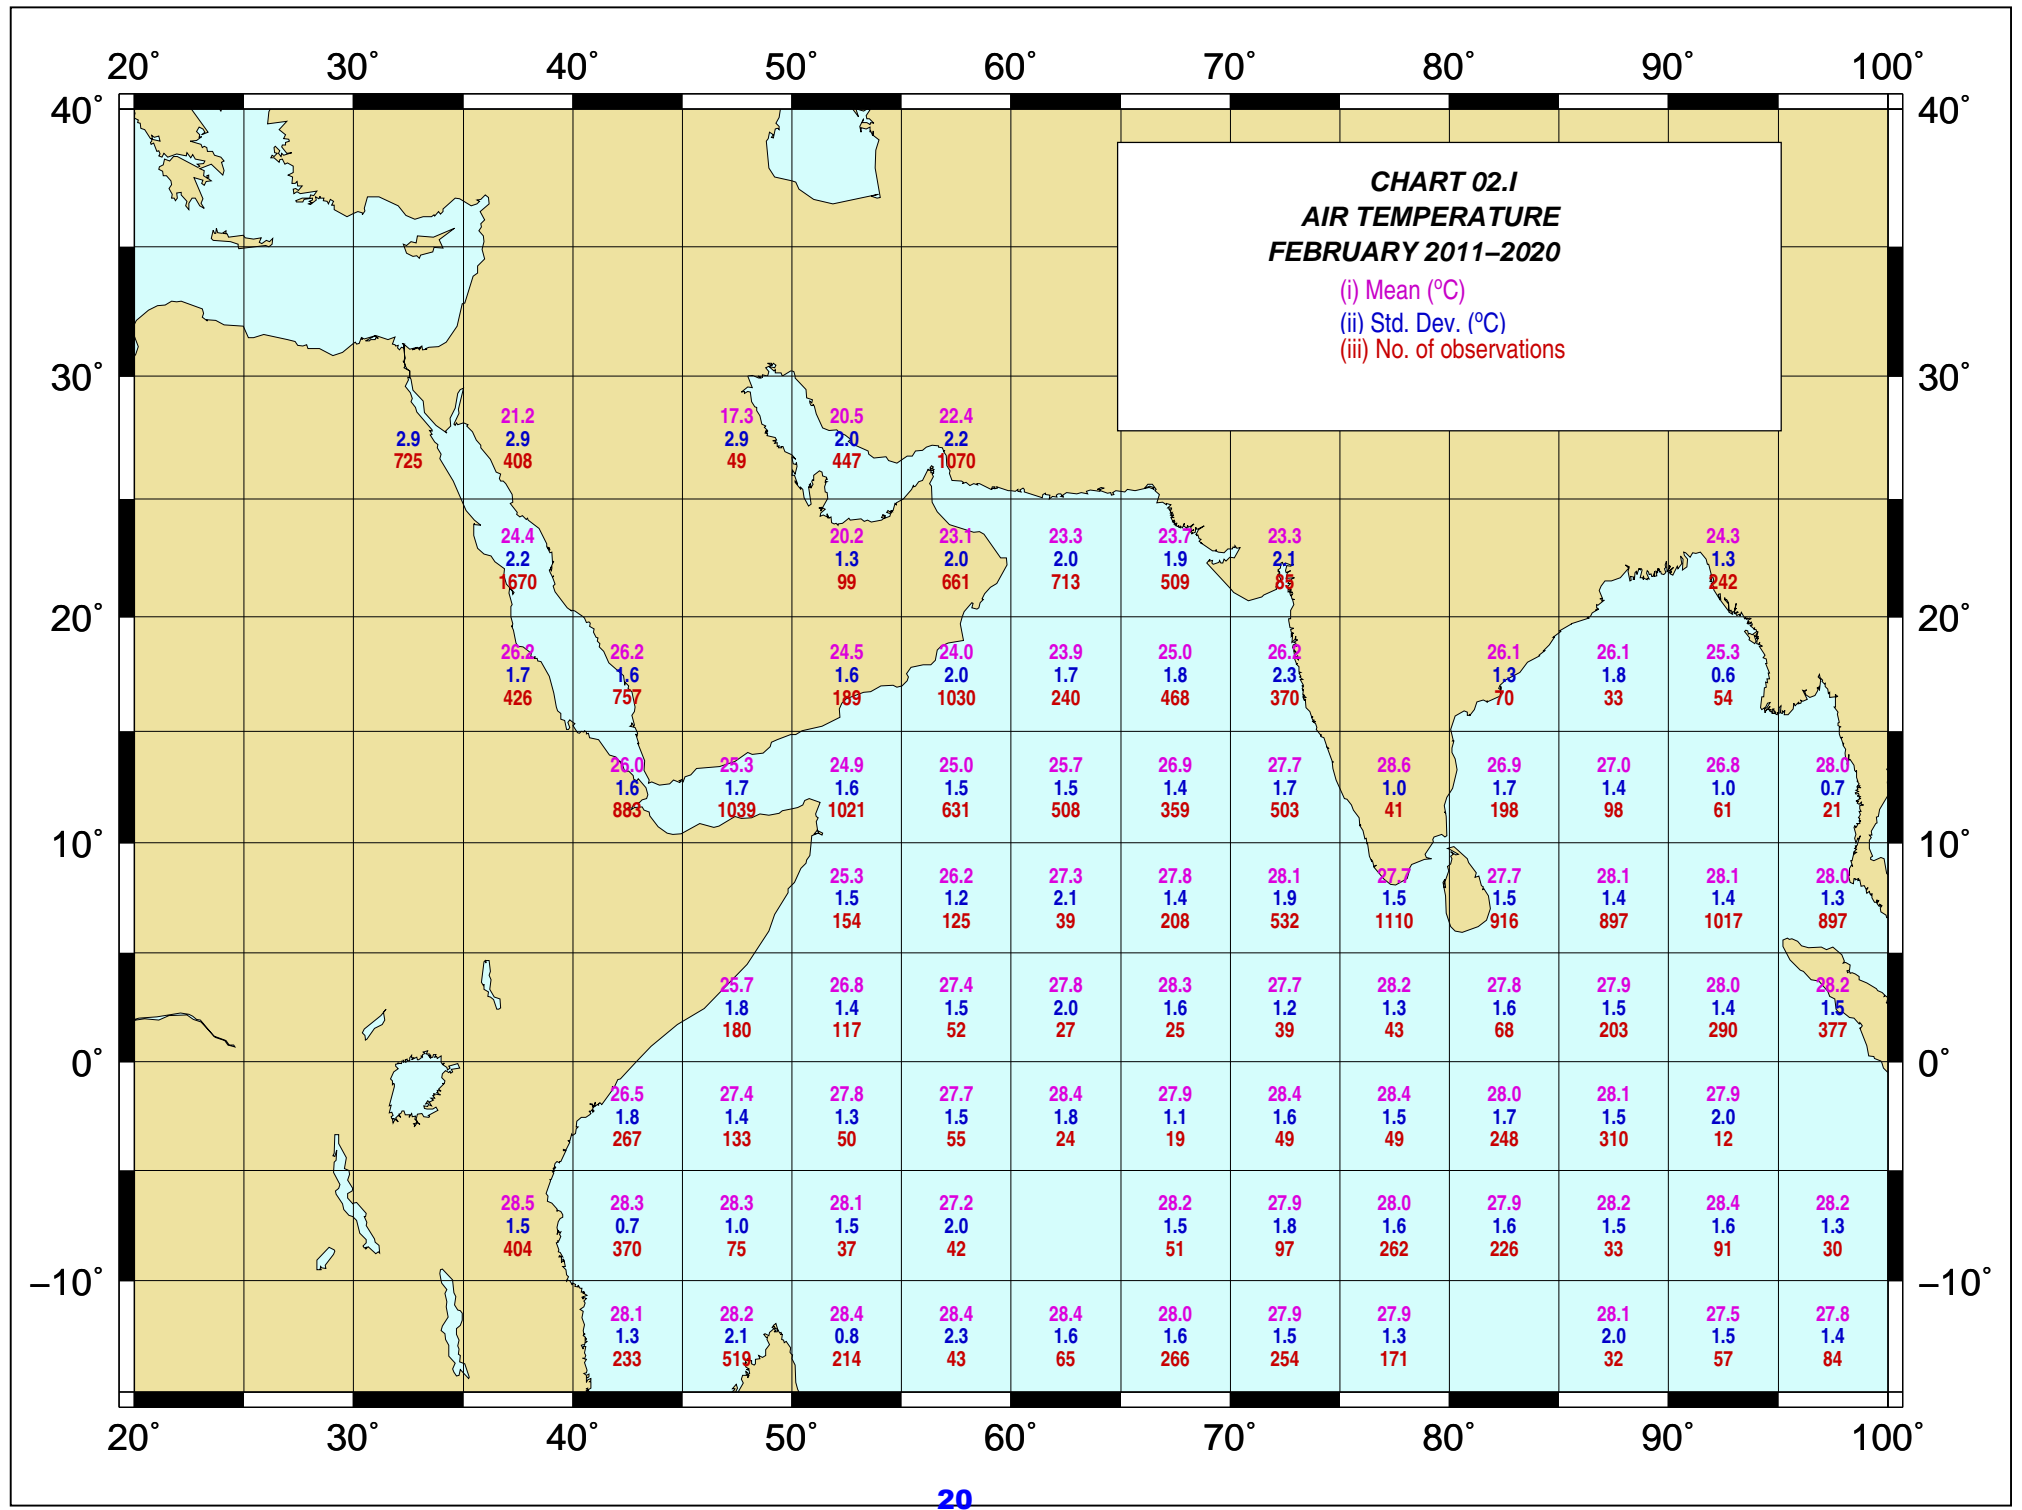 20° 30° 40° 50° 60° 70° 80° 90° 100°
40° 40°
CHART 02.I
AIR TEMPERATURE
FEBRUARY 2011–2020
(i) Mean (°C)
(ii) Std. Dev. (°C)
(iii) No. of observations
30° 30°
21.2 17.3 20.5 22.4
2.9 2.9 2.9 2.0 2.2
725 408 49 447 1070
24.4 20.2 23.1 23.3 23.7 23.3 24.3
2.2 1.3 2.0 2.0 1.9 2.1 1.3
1670 99 661 713 509 85 242
20° 20°
26.2 26.2 24.5 24.0 23.9 25.0 26.2 26.1 26.1 25.3
1.7 1.6 1.6 2.0 1.7 1.8 2.3 1.3 1.8 0.6
426 757 189 1030 240 468 370 70 33 54
26.0 25.3 24.9 25.0 25.7 26.9 27.7 28.6 26.9 27.0 26.8 28.0
1.6 1.7 1.6 1.5 1.5 1.4 1.7 1.0 1.7 1.4 1.0 0.7
883 1039 1021 631 508 359 503 41 198 98 61 21
10° 10°
25.3 26.2 27.3 27.8 28.1 27.7 27.7 28.1 28.1 28.0
1.5 1.2 2.1 1.4 1.9 1.5 1.5 1.4 1.4 1.3
154 125 39 208 532 1110 916 897 1017 897
25.7 26.8 27.4 27.8 28.3 27.7 28.2 27.8 27.9 28.0 28.2
1.8 1.4 1.5 2.0 1.6 1.2 1.3 1.6 1.5 1.4 1.5
180 117 52 27 25 39 43 68 203 290 377
0° 0°
26.5 27.4 27.8 27.7 28.4 27.9 28.4 28.4 28.0 28.1 27.9
1.8 1.4 1.3 1.5 1.8 1.1 1.6 1.5 1.7 1.5 2.0
267 133 50 55 24 19 49 49 248 310 12
28.5 28.3 28.3 28.1 27.2 28.2 27.9 28.0 27.9 28.2 28.4 28.2
1.5 0.7 1.0 1.5 2.0 1.5 1.8 1.6 1.6 1.5 1.6 1.3
404 370 75 37 42 51 97 262 226 33 91 30
–10° –10°
28.1 28.2 28.4 28.4 28.4 28.0 27.9 27.9 28.1 27.5 27.8
1.3 2.1 0.8 2.3 1.6 1.6 1.5 1.3 2.0 1.5 1.4
233 519 214 43 65 266 254 171 32 57 84
20° 30° 40° 50° 60° 70° 80° 90° 100°
20